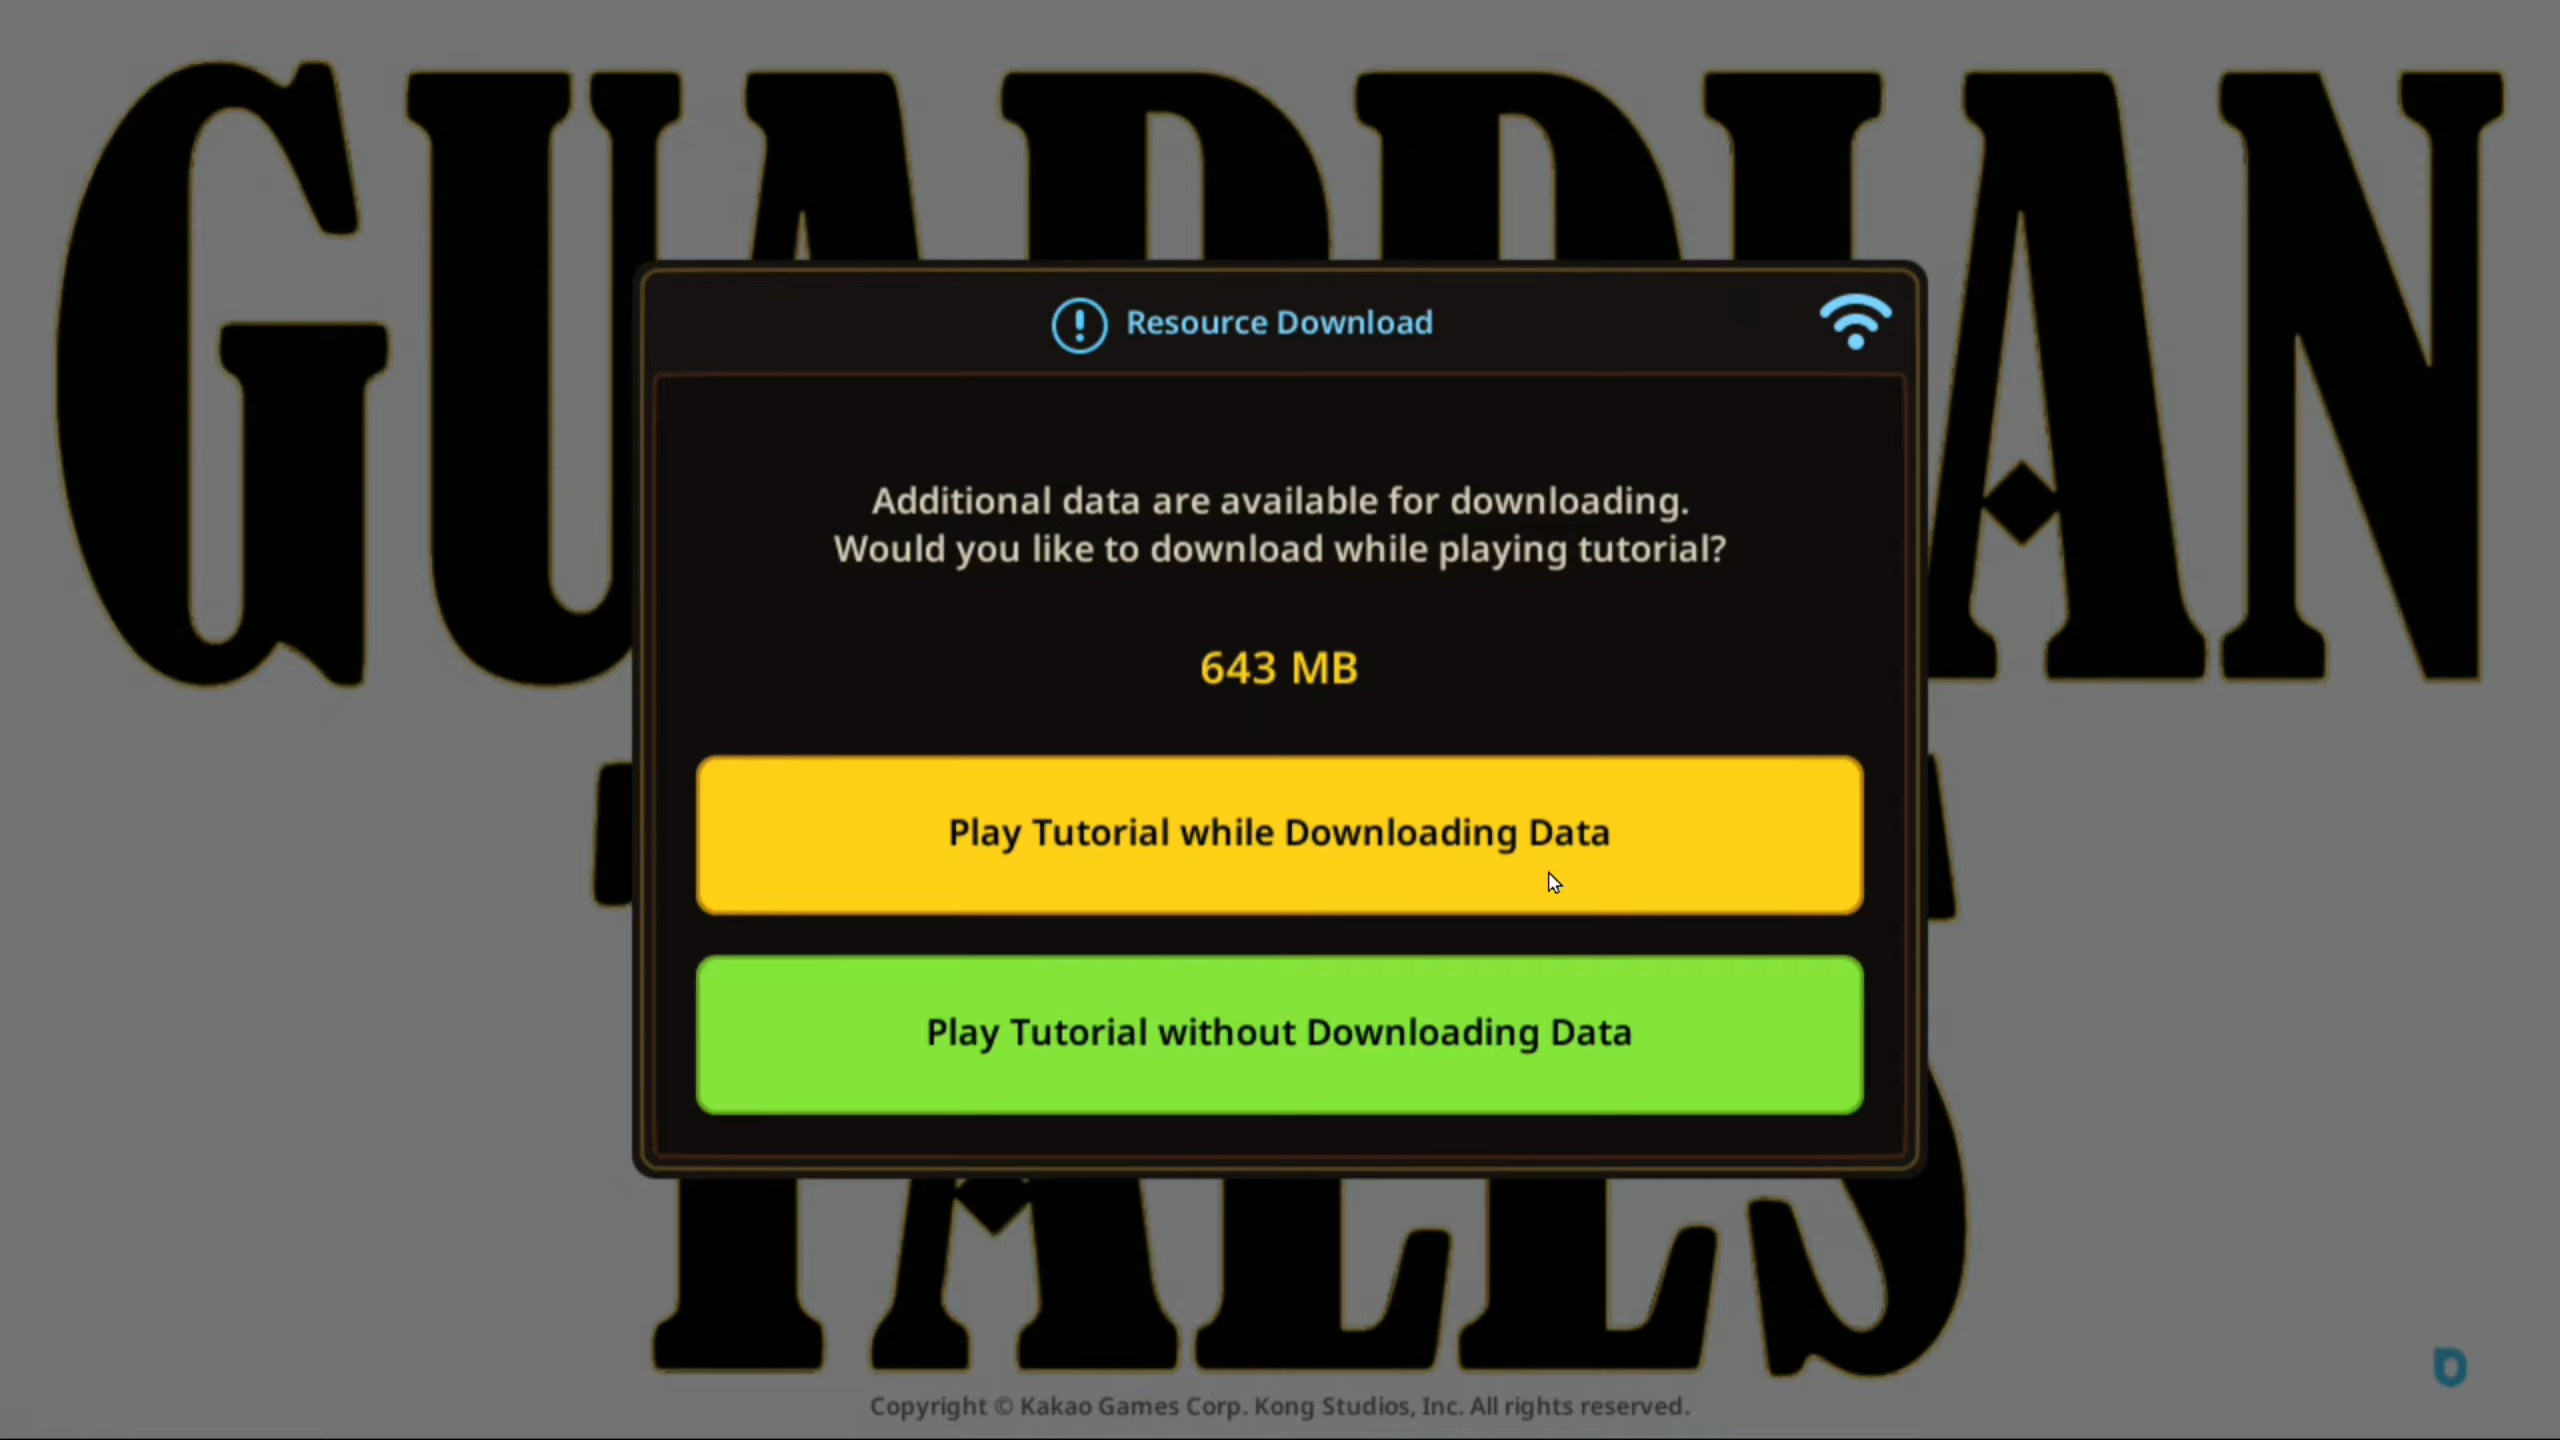 GUARDIAN
TALES
Resource Download
Additional data are available for downloading.
Would you like to download while playing tutorial?
643 MB
Play Tutorial while Downloading Data
Play Tutorial without Downloading Data
Copyright © Kakao Games Corp. Kong Studios, Inc. All rights reserved.